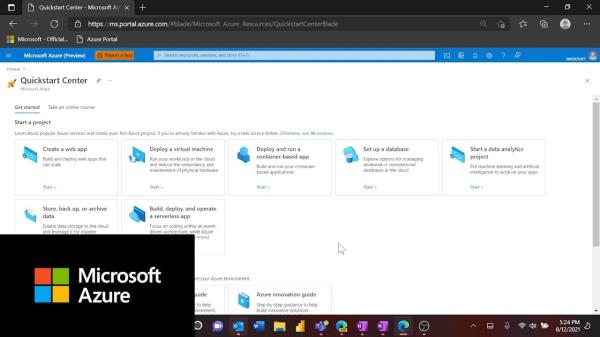 Get started - Microsoft Azure
https://ms.portal.azure.com/#blade/Microsoft_Azure_Resources/QuickstartCenterBlade
Microsoft – Official...
Azure Portal
Microsoft Azure (Preview)
Report a bug
Search resources, services, and docs (G+/)
MICROSOFT
Home >
Quickstart Center
Microsoft Azure
Get started
Take an online course
Start a project
Learn about popular Azure services and create your first Azure project. If you're already familiar with Azure, try a new service below. Otherwise, see All services.
Create a web app
Build and deploy web apps that
can scale
Start >
Deploy a virtual machine
Run your workloads in the cloud
and reduce the redundancy and
maintenance of physical hardware
Start >
Deploy and run a
container-based app
Build and run your container-
based applications
Start >
Set up a database
Explore options for managing
relational or nonrelational
databases in the cloud
Start >
Start a data analytics
project
Put machine learning and artificial
intelligence to work on your apps
Start >
Store, back up, or archive
data
Extend data storage to the cloud
and leverage it for disaster
Build, deploy, and operate
a serverless app
Focus on coding within an event-
driven architecture, while Azure
ure your Azure environment.
guide
to help
Azure innovation guide
Step-by-step guidance to help
build innovative solutions
Microsoft
Azure
5:24 PM
8/12/2021